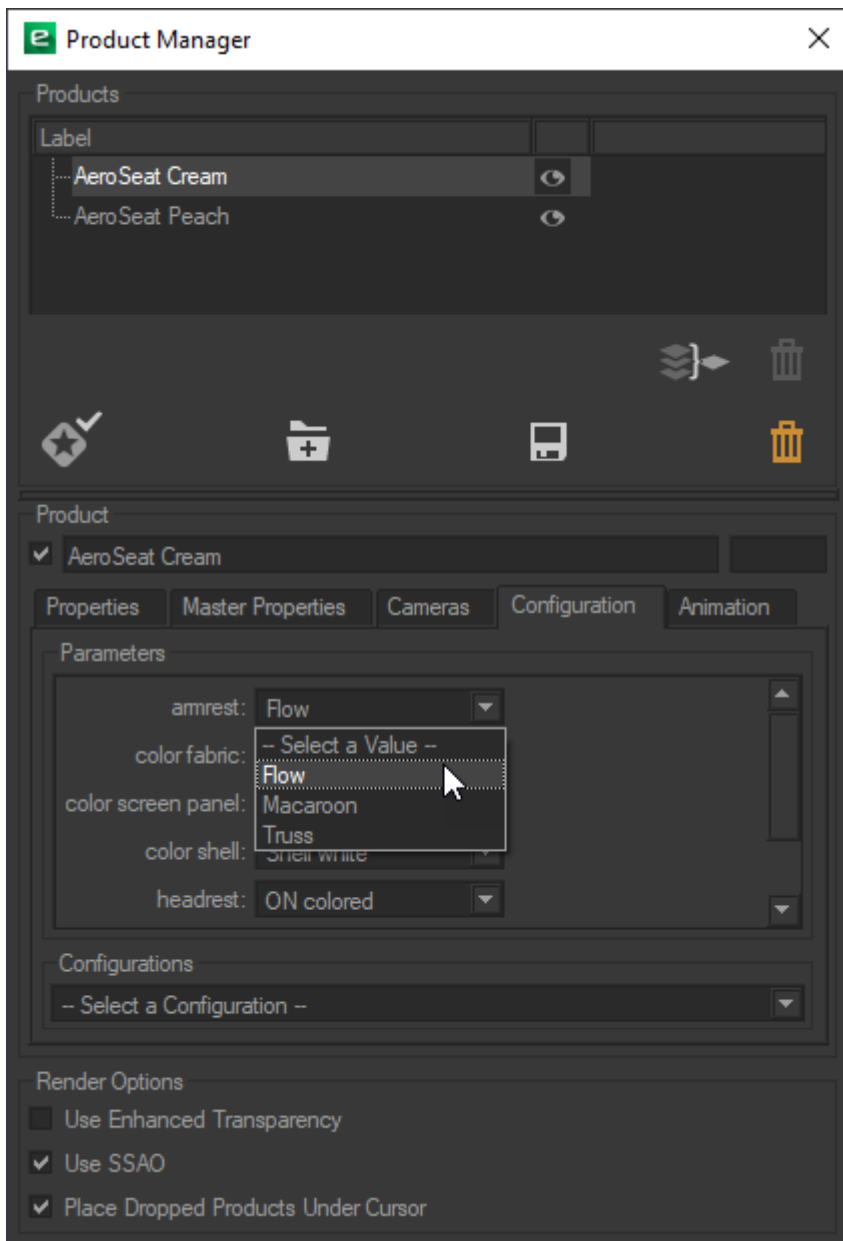 Product Manager
Products
Label
AeroSeat Cream
AeroSeat Peach
Product
AeroSeat Cream
Properties Master Properties Cameras Configuration Animation
Parameters
armrest: Flow
color fabric: -- Select a Value --
Flow
color screen panel: Macaroon
Truss
color shell: Shell white
headrest: ON colored
Configurations
-- Select a Configuration --
Render Options
Use Enhanced Transparency
Use SSAO
Place Dropped Products Under Cursor